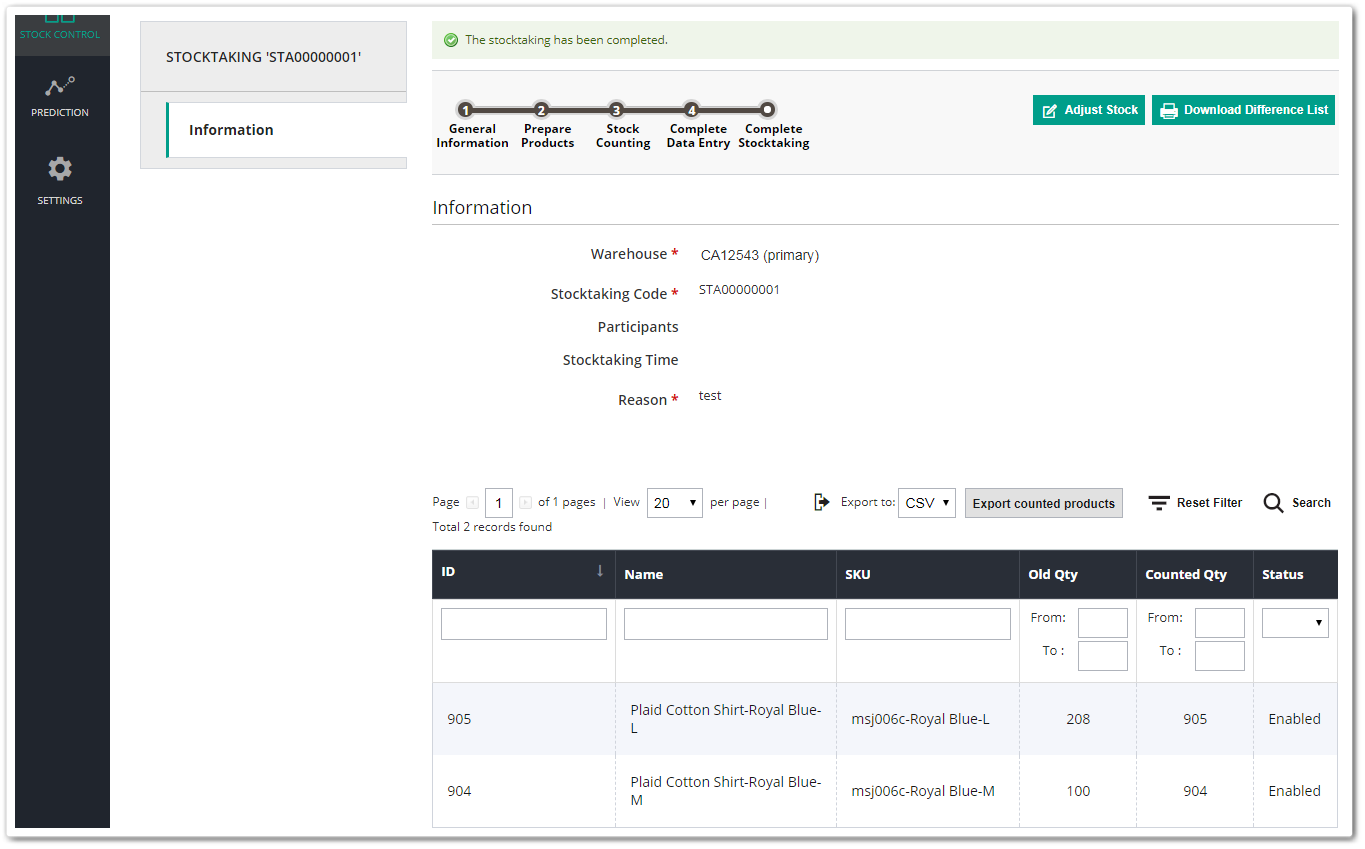 STOCK CONTROL
PREDICTION
SETTINGS
STOCKTAKING 'STA00000001'
Information
The stocktaking has been completed.
1 2 3 4
General Information
Prepare Products
Stock Counting
Complete Data Entry
Complete Stocktaking
Adjust Stock
Download Difference List
Information
Warehouse * CA12543 (primary)
Stocktaking Code * STA00000001
Participants
Stocktaking Time
Reason * test
Page 1 of 1 pages | View 20 per page | Export to: CSV Export counted products Reset Filter Search
Total 2 records found
ID Name SKU Old Qty Counted Qty Status
From: From:
To : To :
905 Plaid Cotton Shirt-Royal Blue-L msj006c-Royal Blue-L 208 905 Enabled
904 Plaid Cotton Shirt-Royal Blue-M msj006c-Royal Blue-M 100 904 Enabled